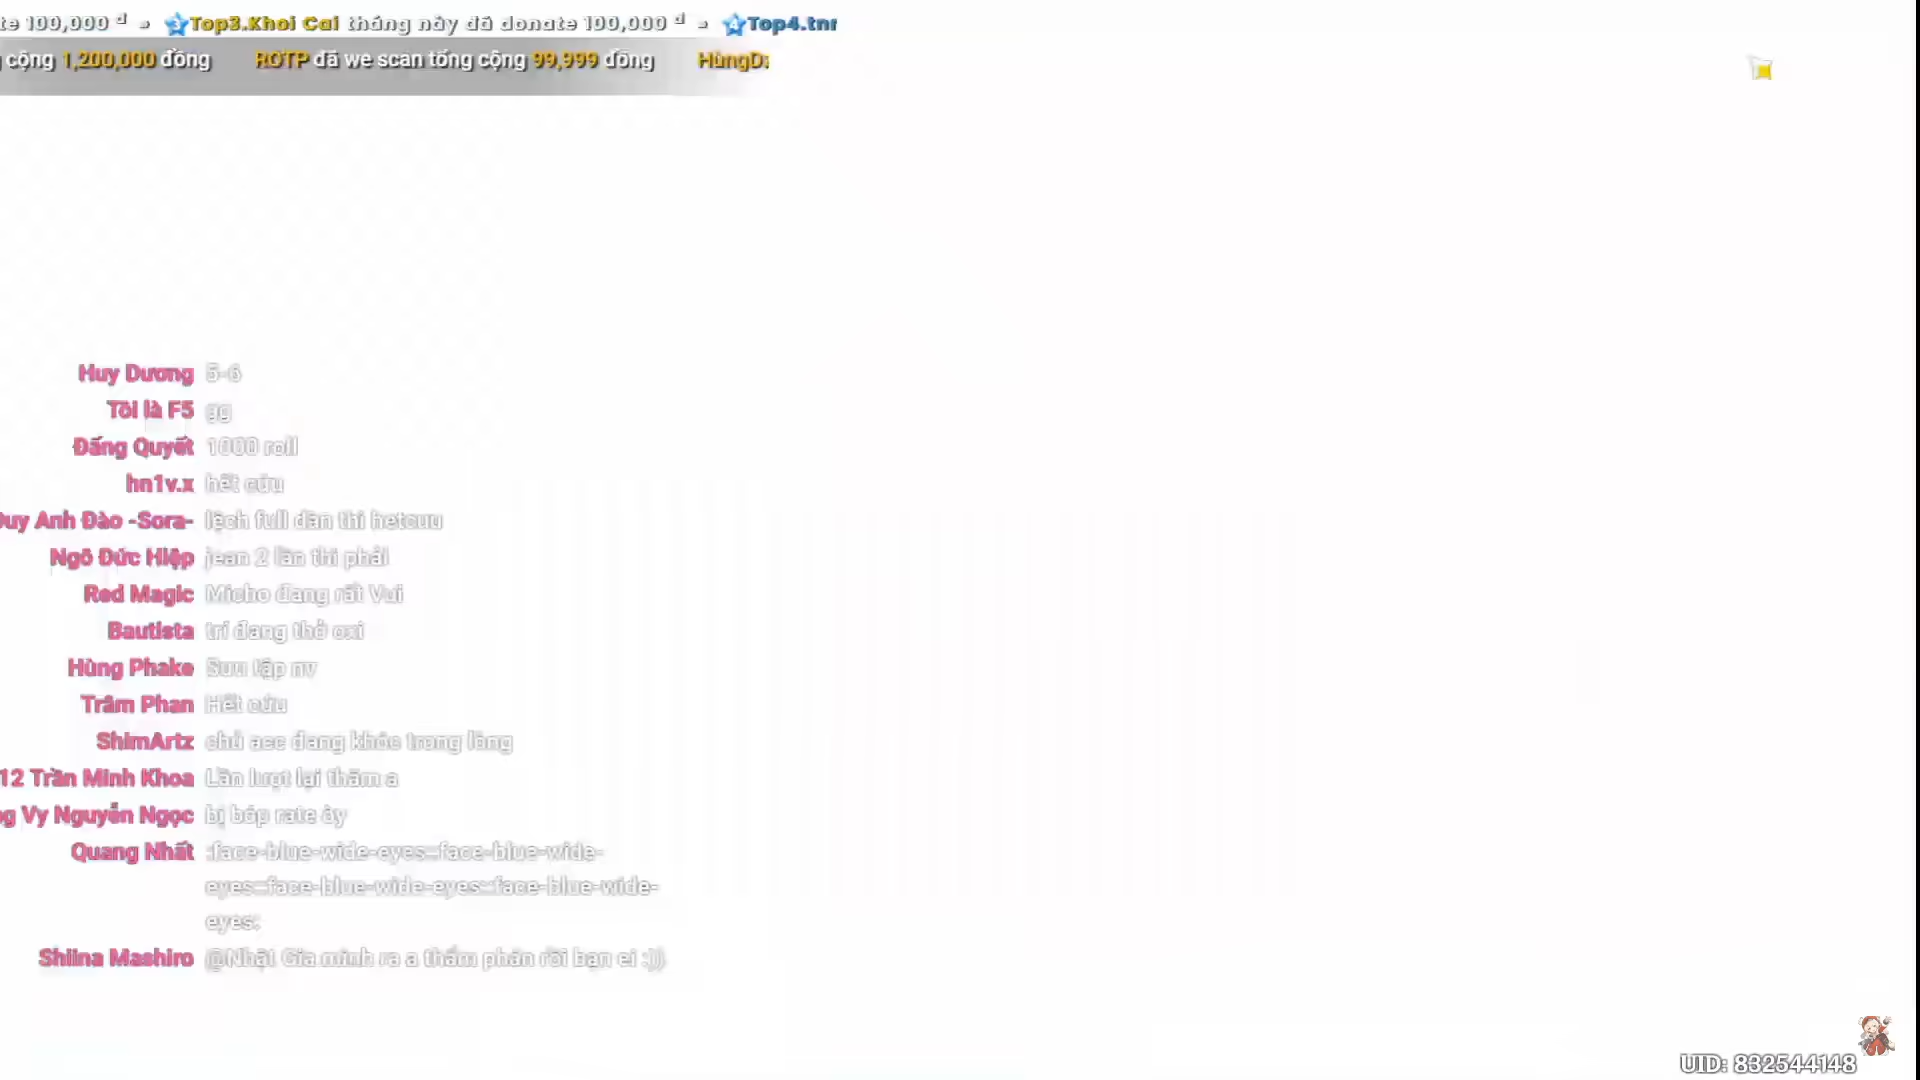 te 100,000 đ » Top3.Khoi Cai tháng này đã donate 100,000 đ » Top4.tnr
cộng 1,200,000 đồng ROTP đã we scan tổng cộng 99,999 đồng HùngD
Huy Dương 5-6
Tôi là F5 gg
Đấng Quyết 1000 roll
hn1v.x hết cứu
Duy Anh Đào -Sora- lệch full dàn thì hetcuu
Ngô Đức Hiệp jean 2 lần thì phải
Red Magic Micho đang rất Vui
Bautista trí đang thở oxi
Hùng Phake Sưu tập nv
Trâm Phan Hết cứu
ShimArtz chủ acc đang khóc trong lòng
12 Trần Minh Khoa Lần lượt lại thăm a
g Vy Nguyễn Ngọc bị bóp rate ấy
Quang Nhất :face-blue-wide-eyes::face-blue-wide-
eyes::face-blue-wide-eyes::face-blue-wide-
eyes:
Shiina Mashiro @Nhật Gia mình ra a thẩm phán rồi bạn ei :))
UID: 832544148